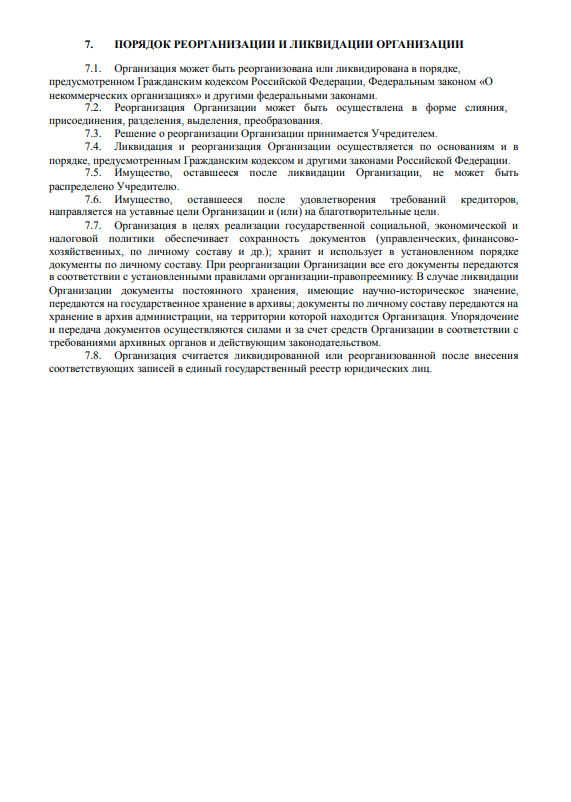 7. ПОРЯДОК РЕОРГАНИЗАЦИИ И ЛИКВИДАЦИИ ОРГАНИЗАЦИИ
7.1. Организация может быть реорганизована или ликвидирована в порядке,
предусмотренном Гражданским кодексом Российской Федерации, Федеральным законом «О
некоммерческих организациях» и другими федеральными законами.
7.2. Реорганизация Организации может быть осуществлена в форме слияния,
присоединения, разделения, выделения, преобразования.
7.3. Решение о реорганизации Организации принимается Учредителем.
7.4. Ликвидация и реорганизация Организации осуществляется по основаниям и в
порядке, предусмотренным Гражданским кодексом и другими законами Российской Федерации.
7.5. Имущество, оставшееся после ликвидации Организации, не может быть
распределено Учредителю.
7.6. Имущество, оставшееся после удовлетворения требований кредиторов,
направляется на уставные цели Организации и (или) на благотворительные цели.
7.7. Организация в целях реализации государственной социальной, экономической и
налоговой политики обеспечивает сохранность документов (управленческих, финансово-
хозяйственных, по личному составу и др.); хранит и использует в установленном порядке
документы по личному составу. При реорганизации Организации все его документы передаются
в соответствии с установленными правилами организации-правопреемнику. В случае ликвидации
Организации документы постоянного хранения, имеющие научно-историческое значение,
передаются на государственное хранение в архивы; документы по личному составу передаются на
хранение в архив администрации, на территории которой находится Организация. Упорядочение
и передача документов осуществляются силами и за счет средств Организации в соответствии с
требованиями архивных органов и действующим законодательством.
7.8. Организация считается ликвидированной или реорганизованной после внесения
соответствующих записей в единый государственный реестр юридических лиц.